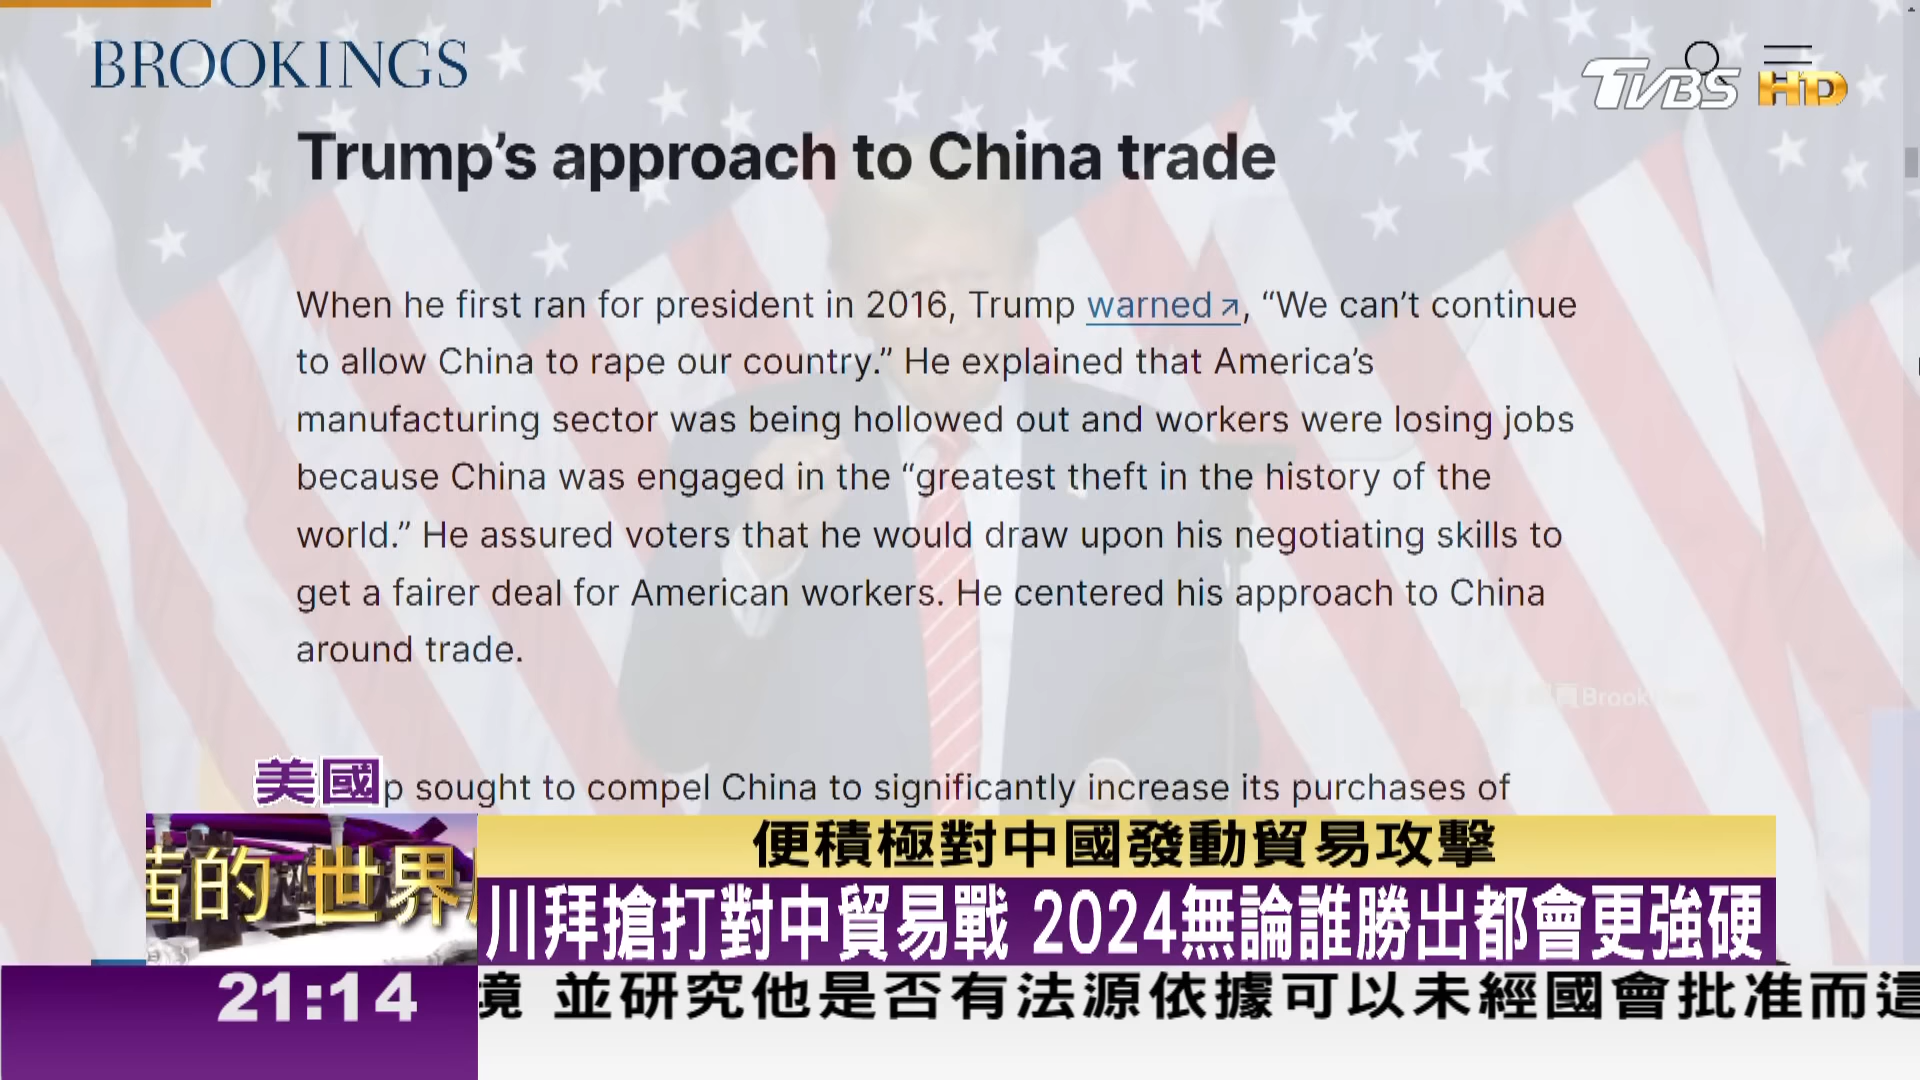 BROOKINGS
TVBS HD
Trump’s approach to China trade
When he first ran for president in 2016, Trump warned↗, “We can’t continue
to allow China to rape our country.” He explained that America’s
manufacturing sector was being hollowed out and workers were losing jobs
because China was engaged in the “greatest theft in the history of the
world.” He assured voters that he would draw upon his negotiating skills to
get a fairer deal for American workers. He centered his approach to China
around trade.
美國
p sought to compel China to significantly increase its purchases of
便積極對中國發動貿易攻擊
的 世界
川拜搶打對中貿易戰 2024無論誰勝出都會更強硬
21:14
境 並研究他是否有法源依據可以未經國會批准而這